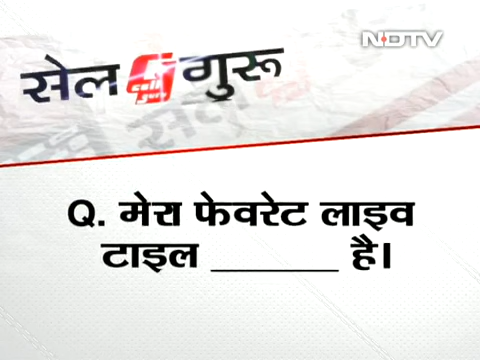 NDTV
सेल गुरु
Q. मेरा फेवरेट लाइव
टाइल ______ है।